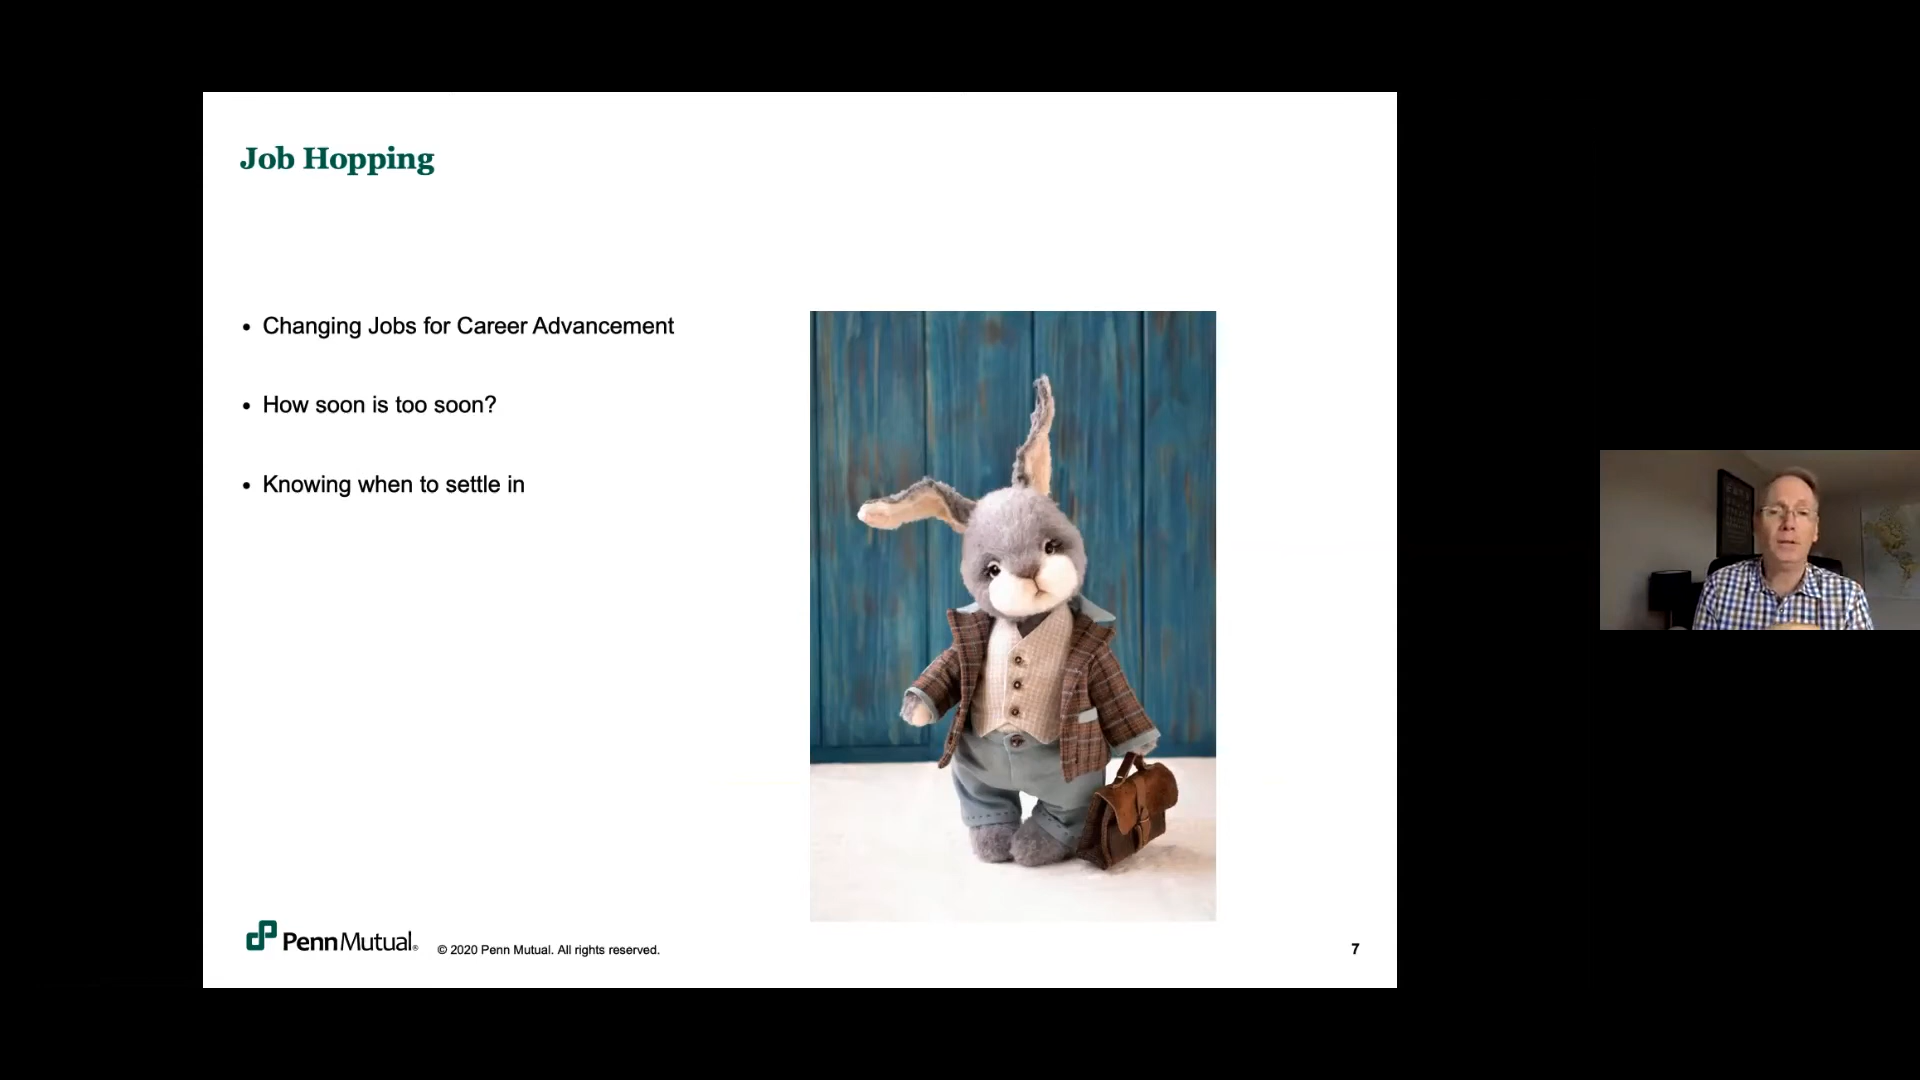 Job Hopping
• Changing Jobs for Career Advancement
• How soon is too soon?
• Knowing when to settle in
PennMutual®
© 2020 Penn Mutual. All rights reserved.
7